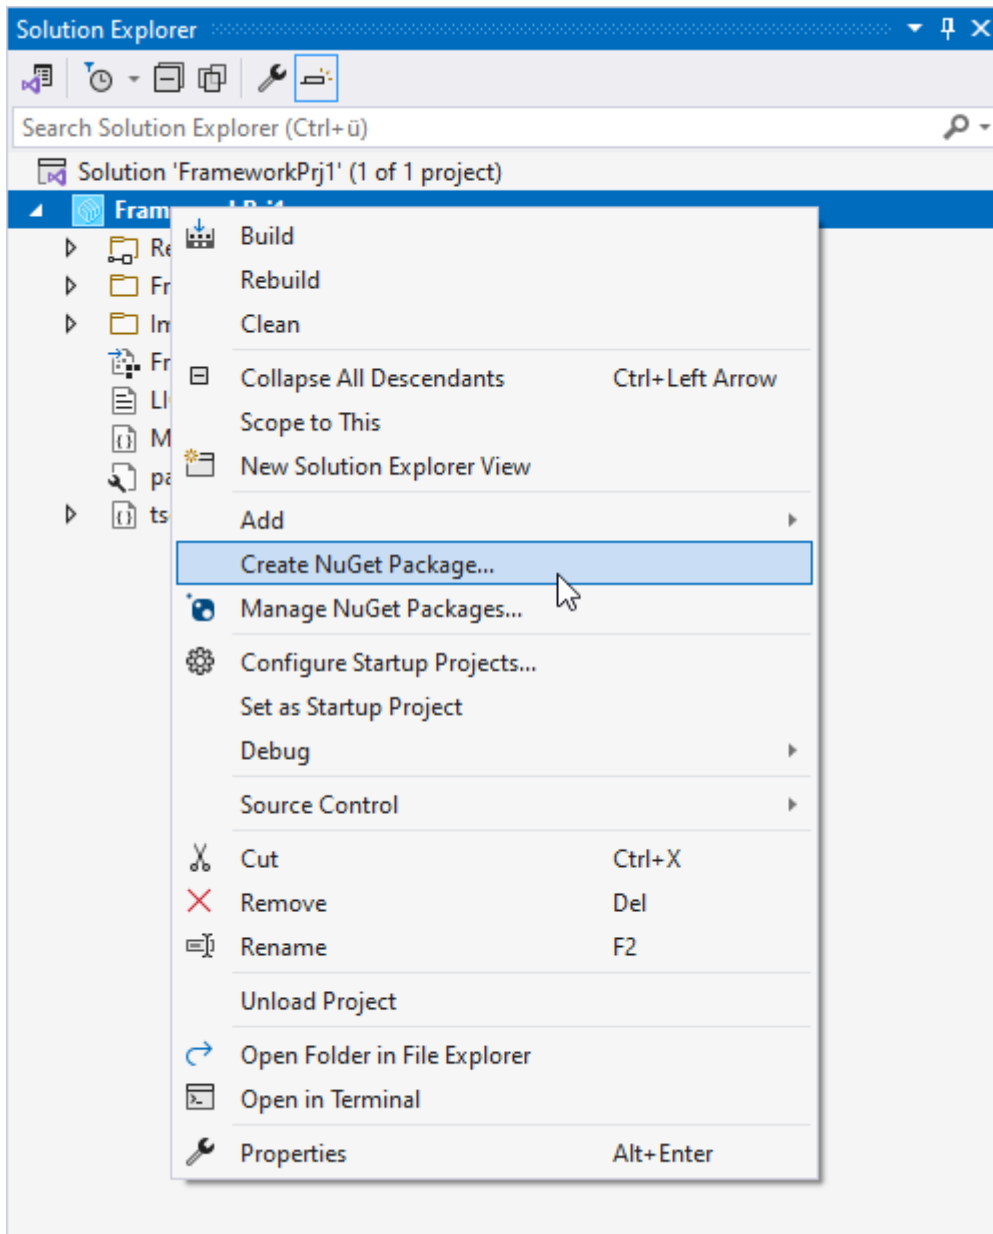 Solution Explorer
Search Solution Explorer (Ctrl+ü)
Solution 'FrameworkPrj1' (1 of 1 project)
Build
Rebuild
Clean
Collapse All Descendants Ctrl+Left Arrow
Scope to This
New Solution Explorer View
Add
Create NuGet Package...
Manage NuGet Packages...
Configure Startup Projects...
Set as Startup Project
Debug
Source Control
Cut Ctrl+X
Remove Del
Rename F2
Unload Project
Open Folder in File Explorer
Open in Terminal
Properties Alt+Enter